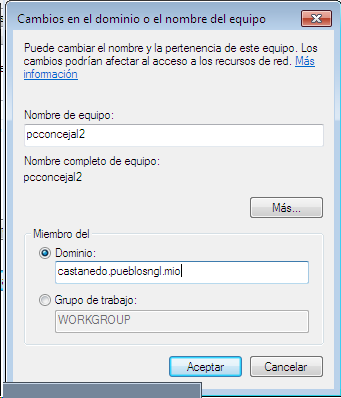 Cambios en el dominio o el nombre del equipo
Puede cambiar el nombre y la pertenencia de este equipo. Los
cambios podrían afectar al acceso a los recursos de red. Más
información
Nombre de equipo:
pcconcejal2
Nombre completo de equipo:
pcconcejal2
Más...
Miembro del
Dominio:
castanedo.pueblosngl.mio
Grupo de trabajo:
WORKGROUP
Aceptar
Cancelar